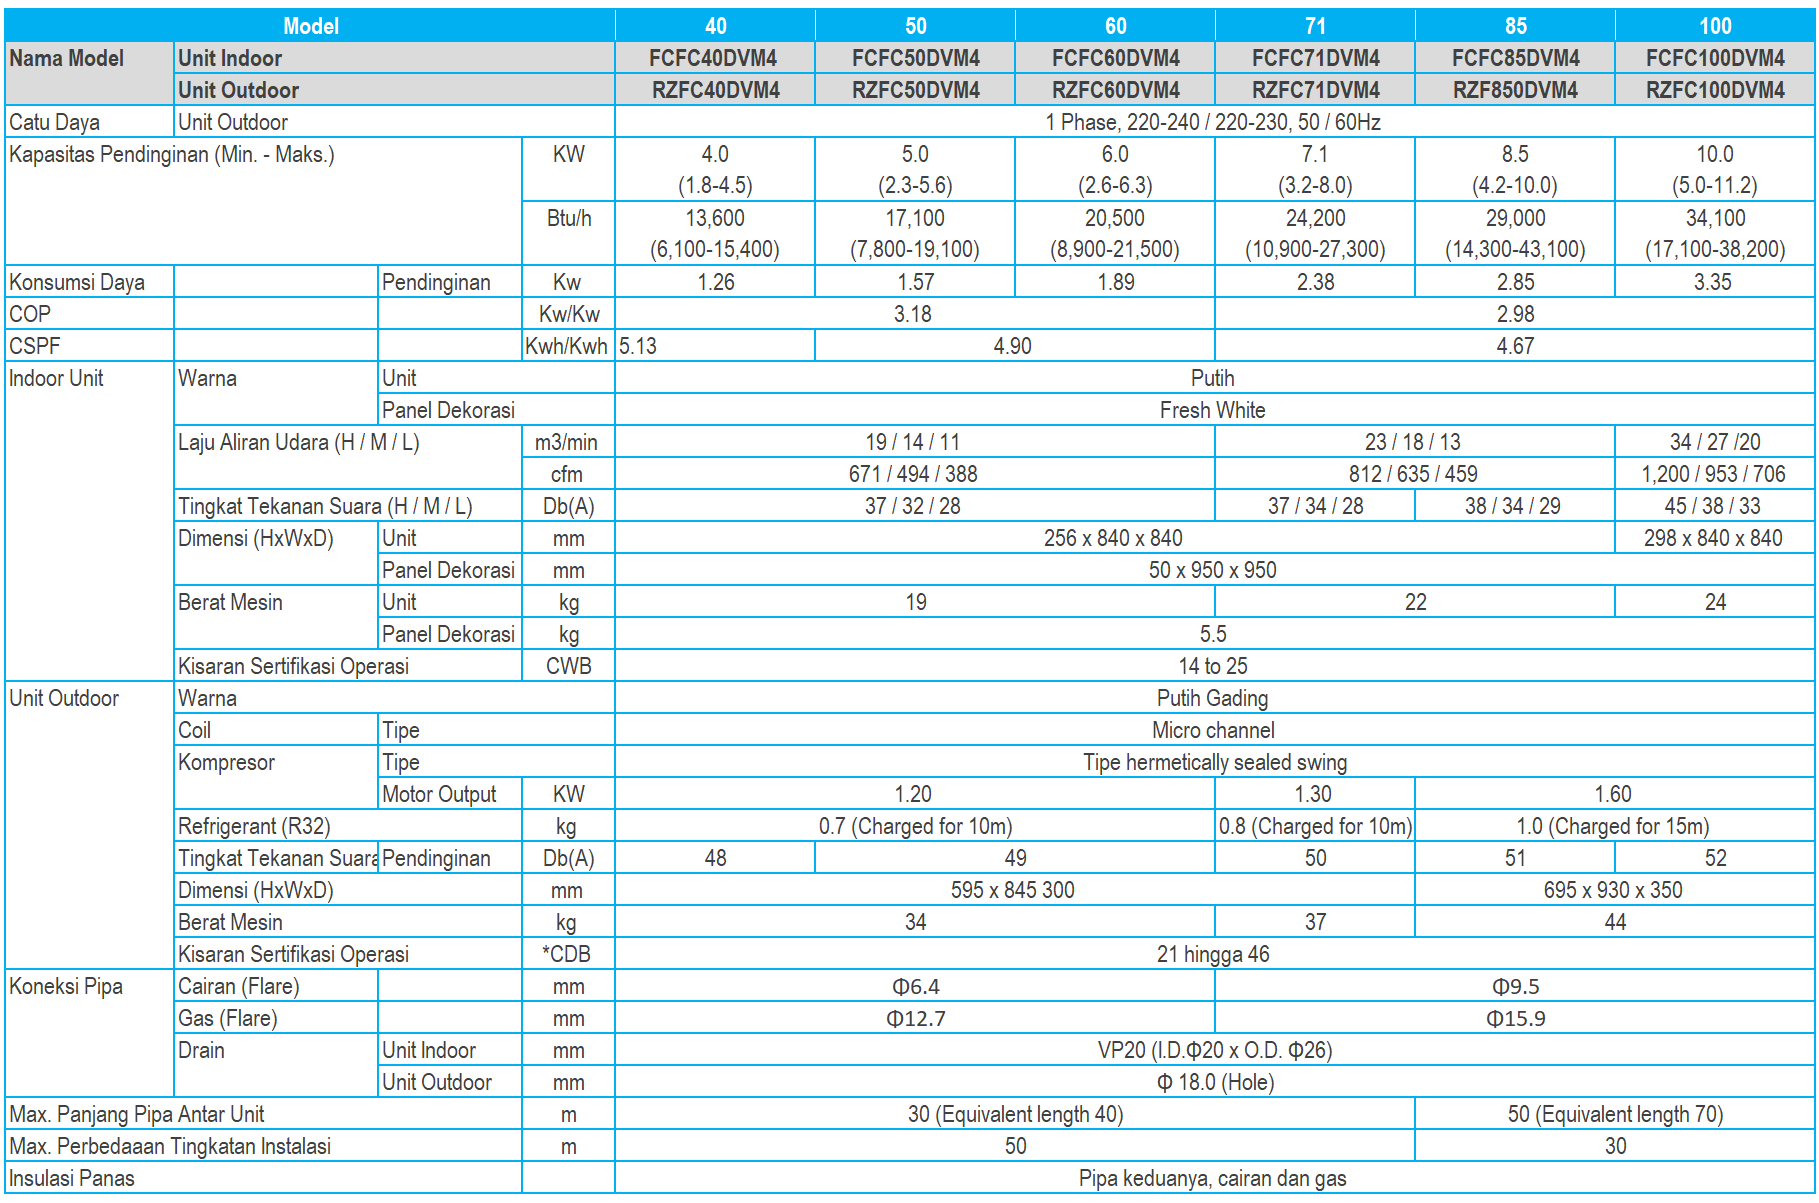 Model 40 50 60 71 85 100
Nama Model Unit Indoor FCFC40DVM4 FCFC50DVM4 FCFC60DVM4 FCFC71DVM4 FCFC85DVM4 FCFC100DVM4
Unit Outdoor RZFC40DVM4 RZFC50DVM4 RZFC60DVM4 RZFC71DVM4 RZF850DVM4 RZFC100DVM4
Catu Daya Unit Outdoor 1 Phase, 220-240 / 220-230, 50 / 60Hz
Kapasitas Pendinginan (Min. - Maks.) KW 4.0 5.0 6.0 7.1 8.5 10.0
(1.8-4.5) (2.3-5.6) (2.6-6.3) (3.2-8.0) (4.2-10.0) (5.0-11.2)
Btu/h 13,600 17,100 20,500 24,200 29,000 34,100
(6,100-15,400) (7,800-19,100) (8,900-21,500) (10,900-27,300) (14,300-43,100) (17,100-38,200)
Konsumsi Daya Pendinginan Kw 1.26 1.57 1.89 2.38 2.85 3.35
COP Kw/Kw 3.18 2.98
CSPF Kwh/Kwh 5.13 4.90 4.67
Indoor Unit Warna Unit Putih
Panel Dekorasi Fresh White
Laju Aliran Udara (H / M / L) m3/min 19 / 14 / 11 23 / 18 / 13 34 / 27 /20
cfm 671 / 494 / 388 812 / 635 / 459 1,200 / 953 / 706
Tingkat Tekanan Suara (H / M / L) Db(A) 37 / 32 / 28 37 / 34 / 28 38 / 34 / 29 45 / 38 / 33
Dimensi (HxWxD) Unit mm 256 x 840 x 840 298 x 840 x 840
Panel Dekorasi mm 50 x 950 x 950
Berat Mesin Unit kg 19 22 24
Panel Dekorasi kg 5.5
Kisaran Sertifikasi Operasi CWB 14 to 25
Unit Outdoor Warna Putih Gading
Coil Tipe Micro channel
Kompresor Tipe Tipe hermetically sealed swing
Motor Output KW 1.20 1.30 1.60
Refrigerant (R32) kg 0.7 (Charged for 10m) 0.8 (Charged for 10m) 1.0 (Charged for 15m)
Tingkat Tekanan Suara Pendinginan Db(A) 48 49 50 51 52
Dimensi (HxWxD) mm 595 x 845 300 695 x 930 x 350
Berat Mesin kg 34 37 44
Kisaran Sertifikasi Operasi *CDB 21 hingga 46
Koneksi Pipa Cairan (Flare) mm Φ6.4 Φ9.5
Gas (Flare) mm Φ12.7 Φ15.9
Drain Unit Indoor mm VP20 (I.D.Φ20 x O.D. Φ26)
Unit Outdoor mm Φ 18.0 (Hole)
Max. Panjang Pipa Antar Unit m 30 (Equivalent length 40) 50 (Equivalent length 70)
Max. Perbedaaan Tingkatan Instalasi m 50 30
Insulasi Panas Pipa keduanya, cairan dan gas